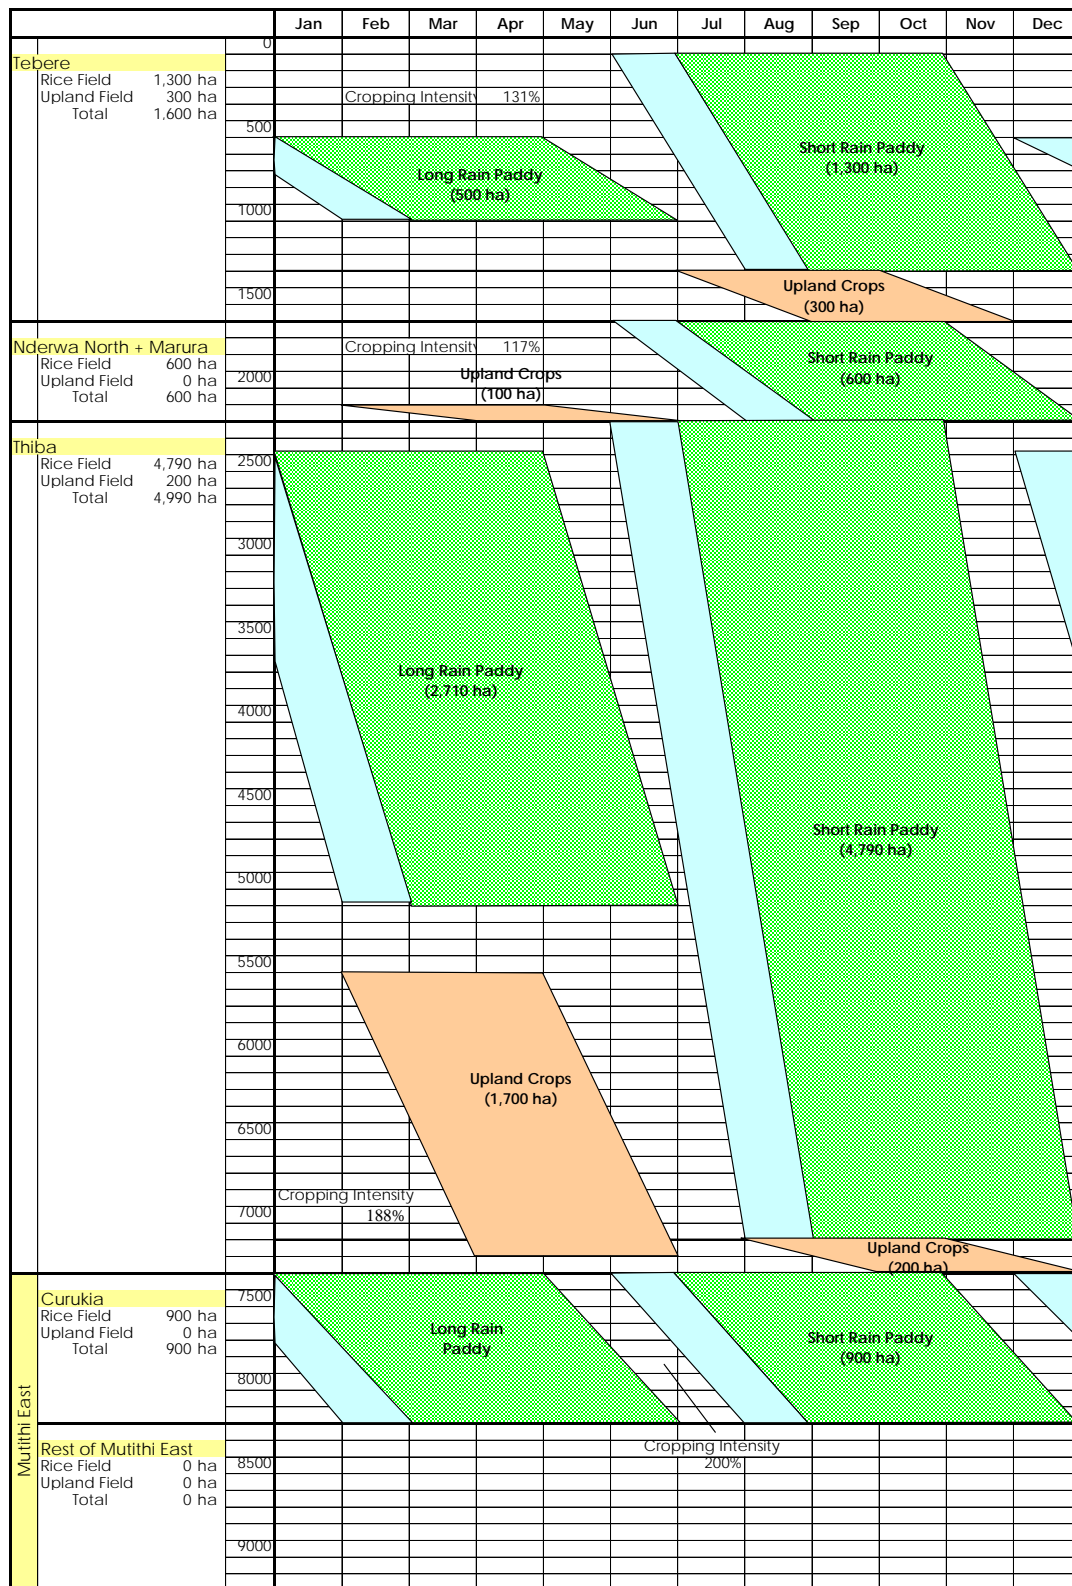 Jan Feb Mar Apr May Jun Jul Aug Sep Oct Nov Dec
0
Tebere
Rice Field 1,300 ha
Upland Field 300 ha
Total 1,600 ha
Cropping Intensity 131%
500
1000
1500
Long Rain Paddy
(500 ha)
Short Rain Paddy
(1,300 ha)
Upland Crops
(300 ha)
Nderwa North + Marura
Rice Field 600 ha
Upland Field 0 ha
Total 600 ha
Cropping Intensity 117%
2000
Upland Crops
(100 ha)
Short Rain Paddy
(600 ha)
Thiba
Rice Field 4,790 ha
Upland Field 200 ha
Total 4,990 ha
2500
3000
3500
4000
4500
5000
5500
6000
6500
7000
Long Rain Paddy
(2,710 ha)
Short Rain Paddy
(4,790 ha)
Upland Crops
(1,700 ha)
Cropping Intensity
188%
Upland Crops
(200 ha)
Mutithi East
Curukia
Rice Field 900 ha
Upland Field 0 ha
Total 900 ha
7500
8000
Long Rain
Paddy
Short Rain Paddy
(900 ha)
Cropping Intensity
200%
Rest of Mutithi East
Rice Field 0 ha
Upland Field 0 ha
Total 0 ha
8500
9000